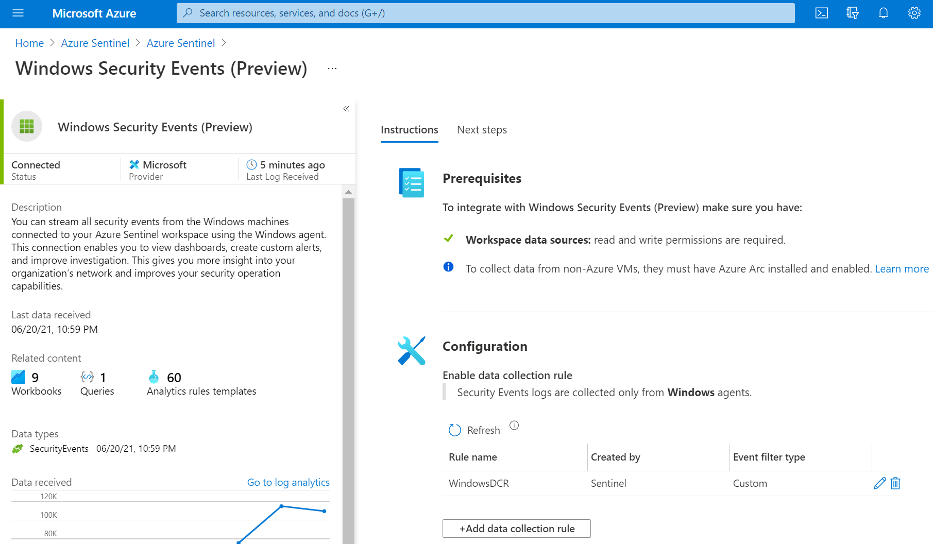 Microsoft Azure
Search resources, services, and docs (G+/)
Home > Azure Sentinel > Azure Sentinel >
Windows Security Events (Preview) ...
«
Windows Security Events (Preview)
Connected
Status
Microsoft
Provider
5 minutes ago
Last Log Received
Description
You can stream all security events from the Windows machines
connected to your Azure Sentinel workspace using the Windows agent.
This connection enables you to view dashboards, create custom alerts,
and improve investigation. This gives you more insight into your
organization's network and improves your security operation
capabilities.
Last data received
06/20/21, 10:59 PM
Related content
9
Workbooks
1
Queries
60
Analytics rules templates
Data types
SecurityEvents 06/20/21, 10:59 PM
Data received Go to log analytics
120K
100K
80K
Instructions Next steps
Prerequisites
To integrate with Windows Security Events (Preview) make sure you have:
Workspace data sources: read and write permissions are required.
To collect data from non-Azure VMs, they must have Azure Arc installed and enabled. Learn more
Configuration
Enable data collection rule
Security Events logs are collected only from Windows agents.
Refresh
Rule name Created by Event filter type
WindowsDCR Sentinel Custom
+Add data collection rule